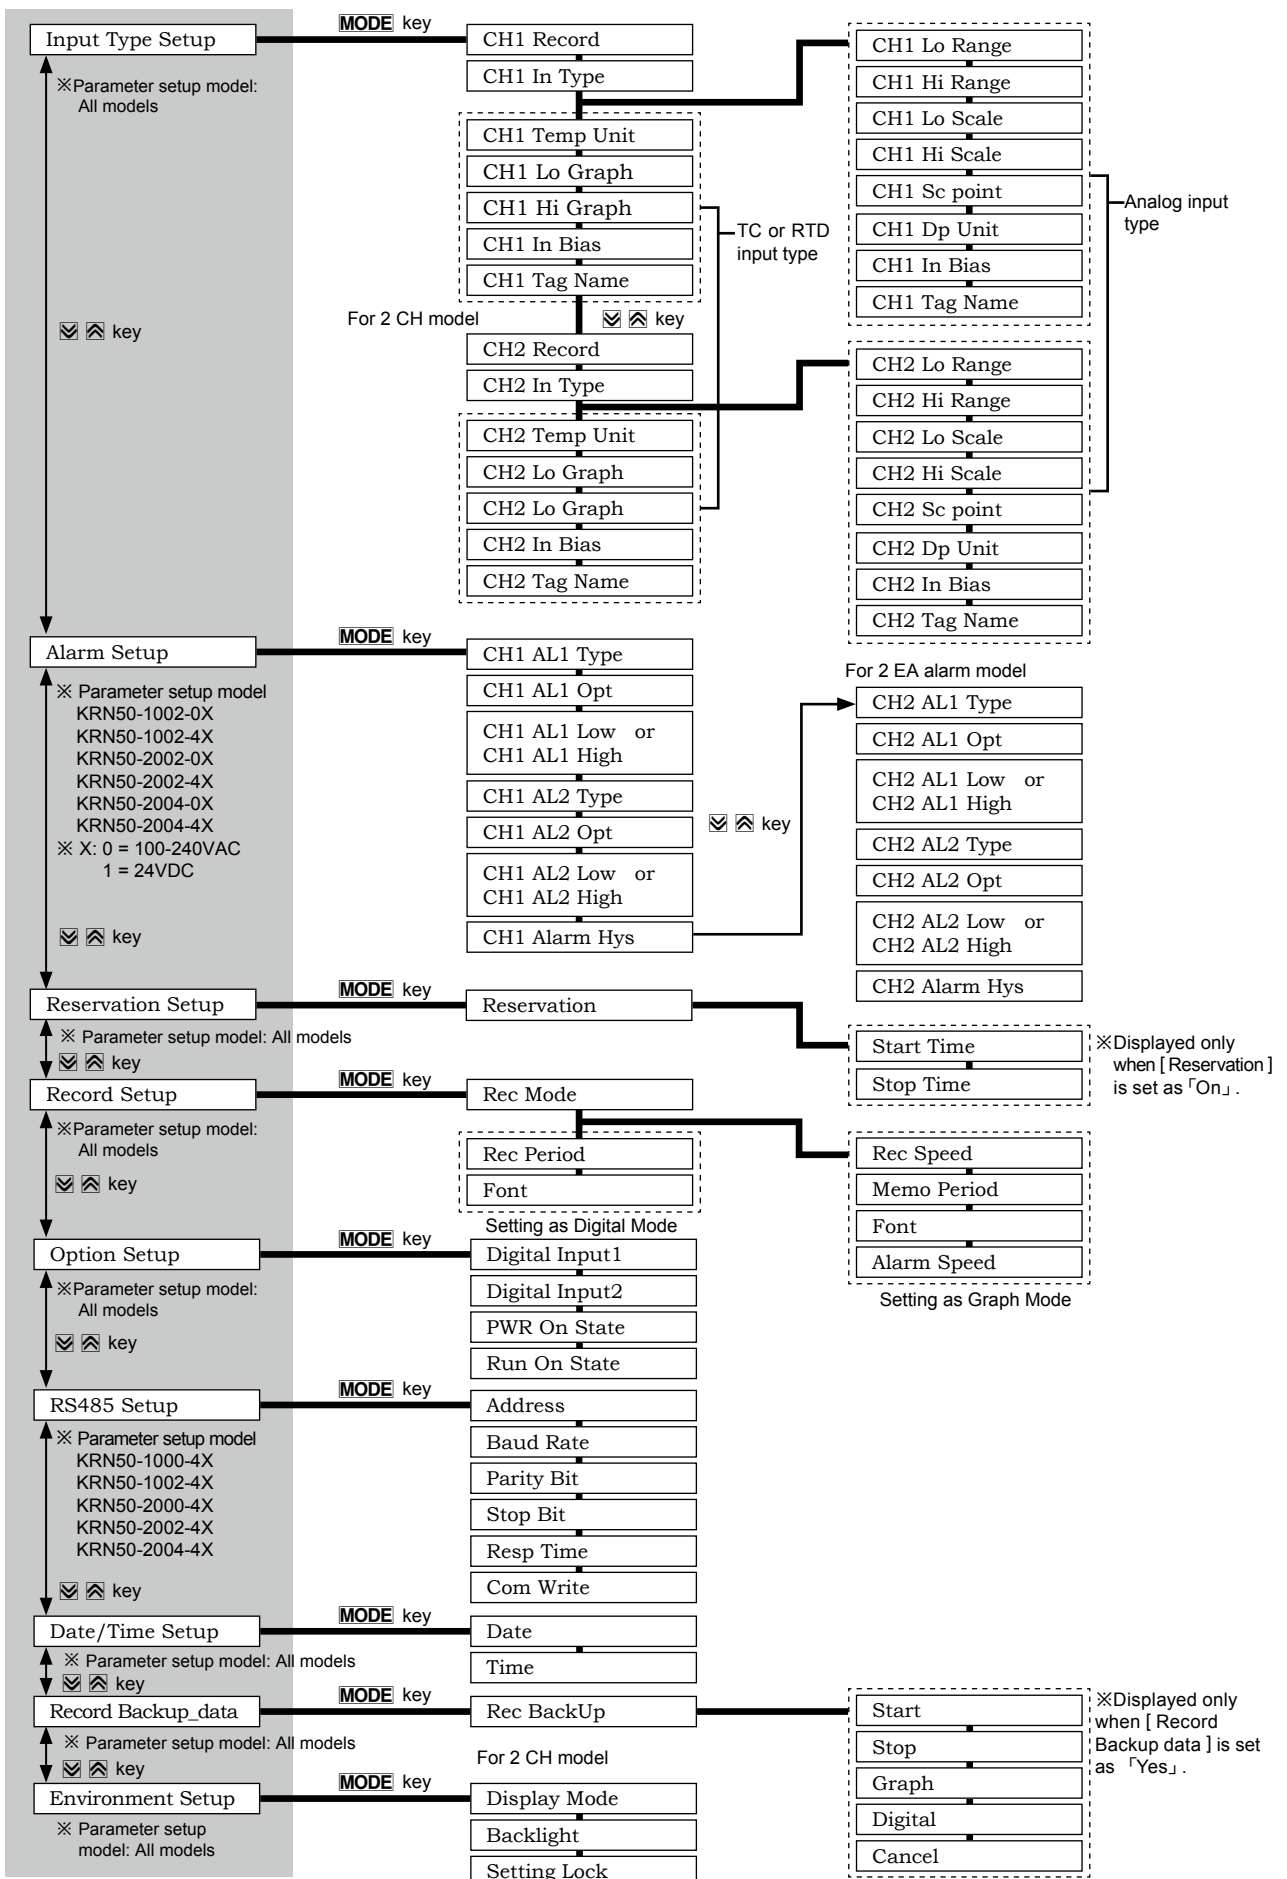 Input Type Setup
MODE key
※Parameter setup model:
All models
key
CH1 Record
CH1 In Type
CH1 Temp Unit
CH1 Lo Graph
CH1 Hi Graph
CH1 In Bias
CH1 Tag Name
TC or RTD
input type
For 2 CH model
key
CH2 Record
CH2 In Type
CH2 Temp Unit
CH2 Lo Graph
CH2 Lo Graph
CH2 In Bias
CH2 Tag Name
CH1 Lo Range
CH1 Hi Range
CH1 Lo Scale
CH1 Hi Scale
CH1 Sc point
CH1 Dp Unit
CH1 In Bias
CH1 Tag Name
Analog input
type
CH2 Lo Range
CH2 Hi Range
CH2 Lo Scale
CH2 Hi Scale
CH2 Sc point
CH2 Dp Unit
CH2 In Bias
CH2 Tag Name
Alarm Setup
MODE key
※ Parameter setup model
KRN50-1002-0X
KRN50-1002-4X
KRN50-2002-0X
KRN50-2002-4X
KRN50-2004-0X
KRN50-2004-4X
※ X: 0 = 100-240VAC
1 = 24VDC
key
CH1 AL1 Type
CH1 AL1 Opt
CH1 AL1 Low or
CH1 AL1 High
CH1 AL2 Type
CH1 AL2 Opt
CH1 AL2 Low or
CH1 AL2 High
CH1 Alarm Hys
key
For 2 EA alarm model
CH2 AL1 Type
CH2 AL1 Opt
CH2 AL1 Low or
CH2 AL1 High
CH2 AL2 Type
CH2 AL2 Opt
CH2 AL2 Low or
CH2 AL2 High
CH2 Alarm Hys
Reservation Setup
MODE key
※ Parameter setup model: All models
key
Reservation
Start Time
Stop Time
※Displayed only
when [ Reservation ]
is set as「On」.
Record Setup
MODE key
※Parameter setup model:
All models
key
Rec Mode
Rec Period
Font
Setting as Digital Mode
Rec Speed
Memo Period
Font
Alarm Speed
Setting as Graph Mode
Option Setup
MODE key
※Parameter setup model:
All models
key
Digital Input1
Digital Input2
PWR On State
Run On State
RS485 Setup
MODE key
※ Parameter setup model
KRN50-1000-4X
KRN50-1002-4X
KRN50-2000-4X
KRN50-2002-4X
KRN50-2004-4X
key
Address
Baud Rate
Parity Bit
Stop Bit
Resp Time
Com Write
Date/Time Setup
MODE key
※ Parameter setup model: All models
key
Date
Time
Record Backup_data
MODE key
※ Parameter setup model: All models
key
Rec BackUp
Start
Stop
Graph
Digital
Cancel
※Displayed only
when [ Record
Backup data ] is set
as 「Yes」.
For 2 CH model
Environment Setup
MODE key
※ Parameter setup
model: All models
Display Mode
Backlight
Setting Lock